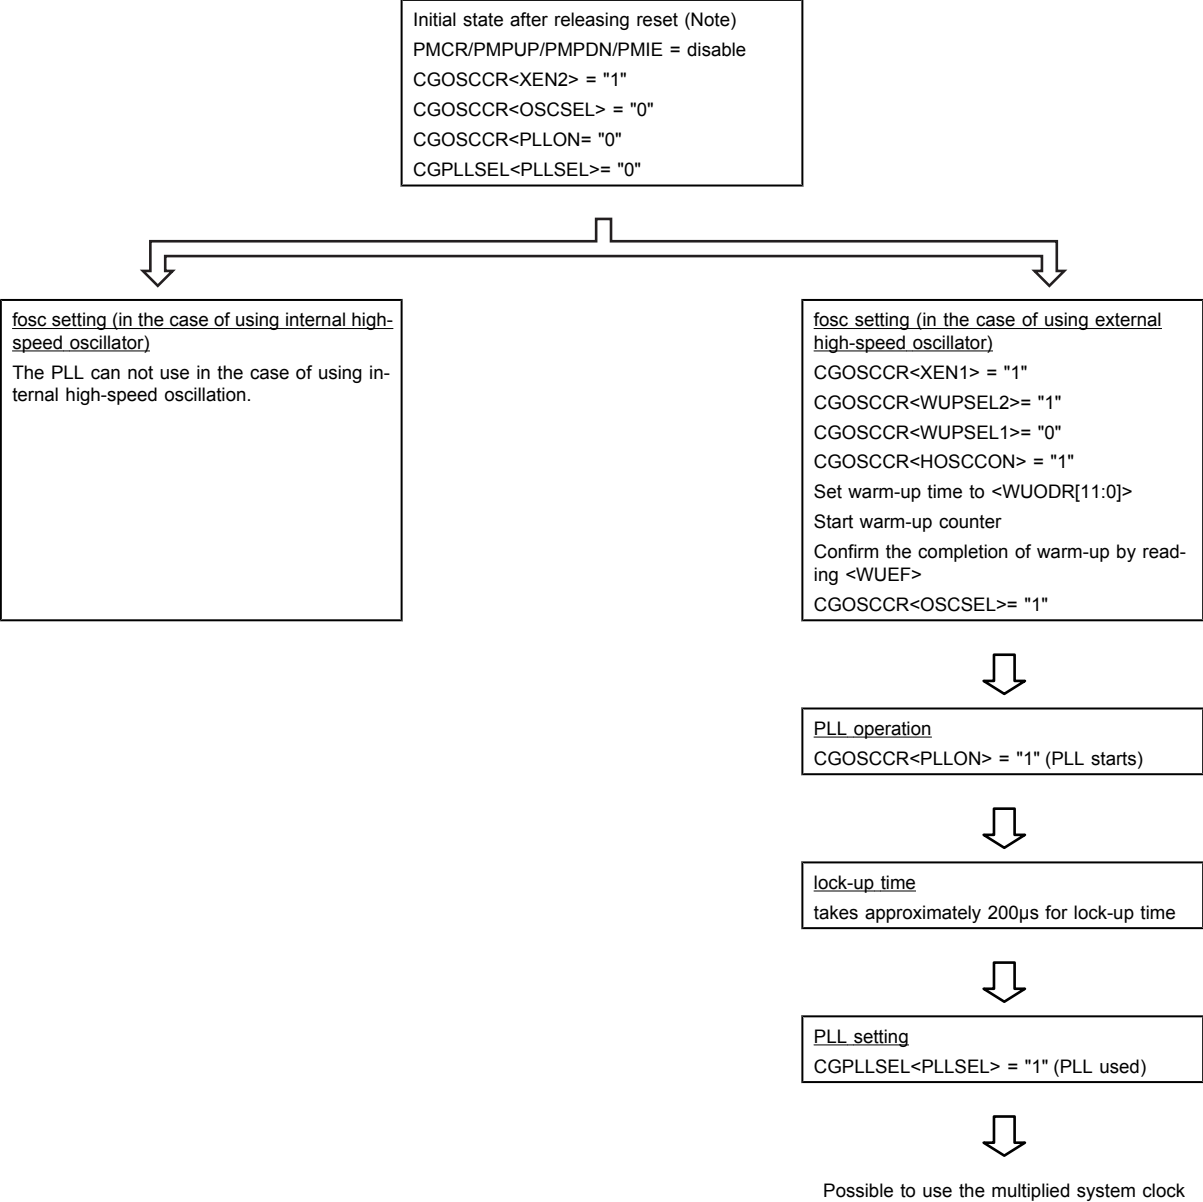 Initial state after releasing reset (Note)
PMCR/PMPUP/PMPDN/PMIE = disable
CGOSCCR<XEN2> = "1"
CGOSCCR<OSCSEL> = "0"
CGOSCCR<PLLON= "0"
CGPLLSEL<PLLSEL>= "0"
fosc setting (in the case of using internal high-
speed oscillator)
The PLL can not use in the case of using in-
ternal high-speed oscillation.
fosc setting (in the case of using external
high-speed oscillator)
CGOSCCR<XEN1> = "1"
CGOSCCR<WUPSEL2>= "1"
CGOSCCR<WUPSEL1>= "0"
CGOSCCR<HOSCCON> = "1"
Set warm-up time to <WUODR[11:0]>
Start warm-up counter
Confirm the completion of warm-up by read-
ing <WUEF>
CGOSCCR<OSCSEL>= "1"
PLL operation
CGOSCCR<PLLON> = "1" (PLL starts)
lock-up time
takes approximately 200μs for lock-up time
PLL setting
CGPLLSEL<PLLSEL> = "1" (PLL used)
Possible to use the multiplied system clock